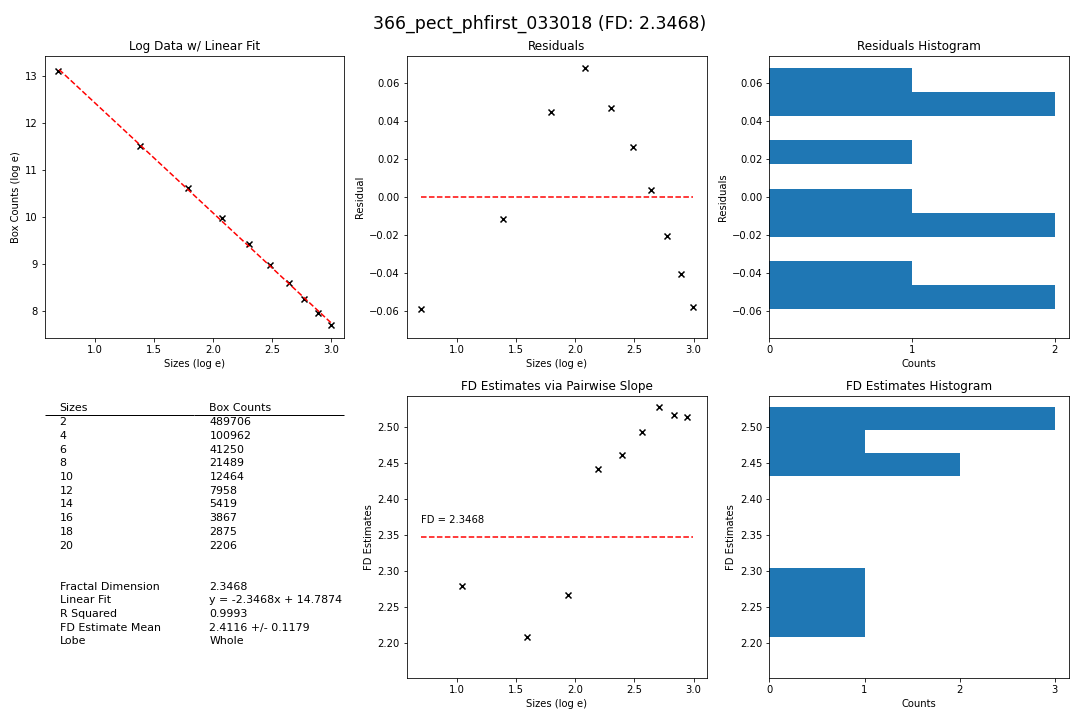 366_pect_phfirst_033018 (FD: 2.3468)
Log Data w/ Linear Fit
13
12
11
10
9
8
Box Counts (log e)
1.0 1.5 2.0 2.5 3.0
Sizes (log e)
Residuals
0.06
0.04
0.02
0.00
−0.02
−0.04
−0.06
Residual
1.0 1.5 2.0 2.5 3.0
Sizes (log e)
Residuals Histogram
0.06
0.04
0.02
0.00
−0.02
−0.04
−0.06
Residuals
0 1 2
Counts
Sizes Box Counts
2 489706
4 100962
6 41250
8 21489
10 12464
12 7958
14 5419
16 3867
18 2875
20 2206
Fractal Dimension 2.3468
Linear Fit y = -2.3468x + 14.7874
R Squared 0.9993
FD Estimate Mean 2.4116 +/- 0.1179
Lobe Whole
FD Estimates via Pairwise Slope
2.50
2.45
2.40
2.35
2.30
2.25
2.20
FD Estimates
FD = 2.3468
1.0 1.5 2.0 2.5 3.0
Sizes (log e)
FD Estimates Histogram
2.50
2.45
2.40
2.35
2.30
2.25
2.20
FD Estimates
0 1 2 3
Counts